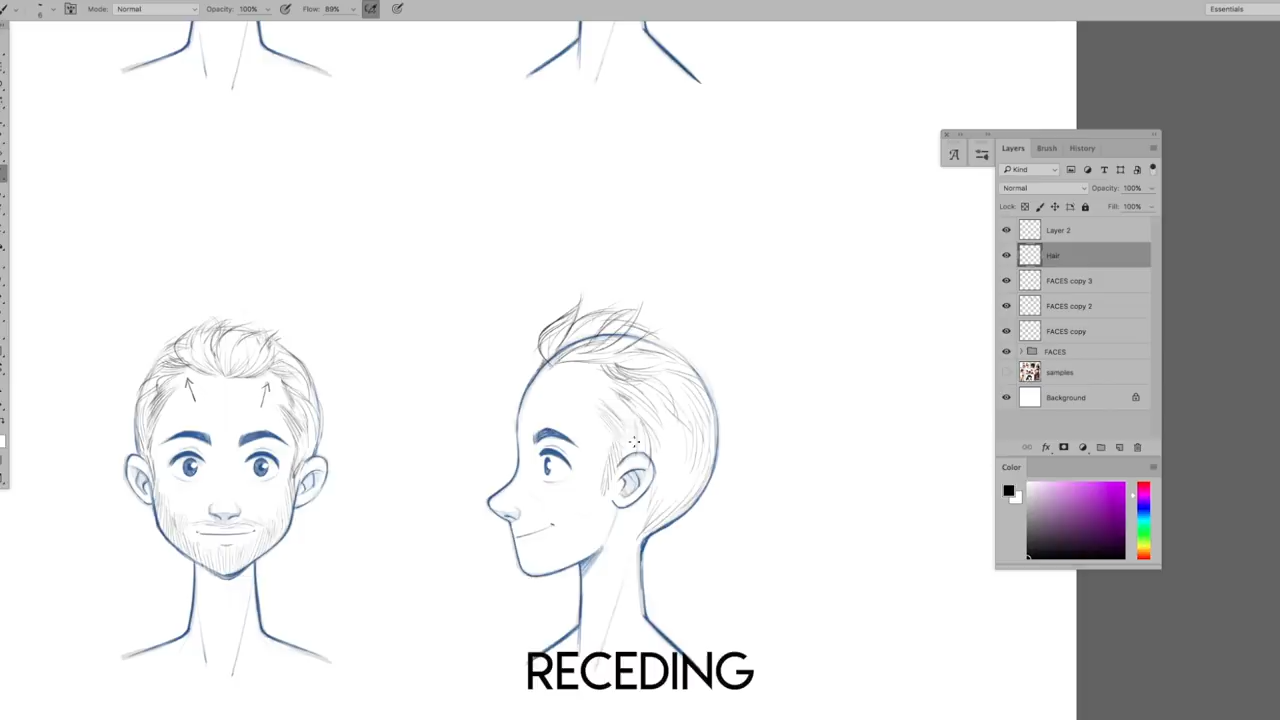 Mode: Normal Opacity: 100% Flow: 89% Essentials
Layers Brush History
Kind
Normal Opacity: 100%
Lock: Fill: 100%
Layer 2
Hair
FACES copy 3
FACES copy 2
FACES copy
FACES
samples
Background
fx
Color
RECEDING